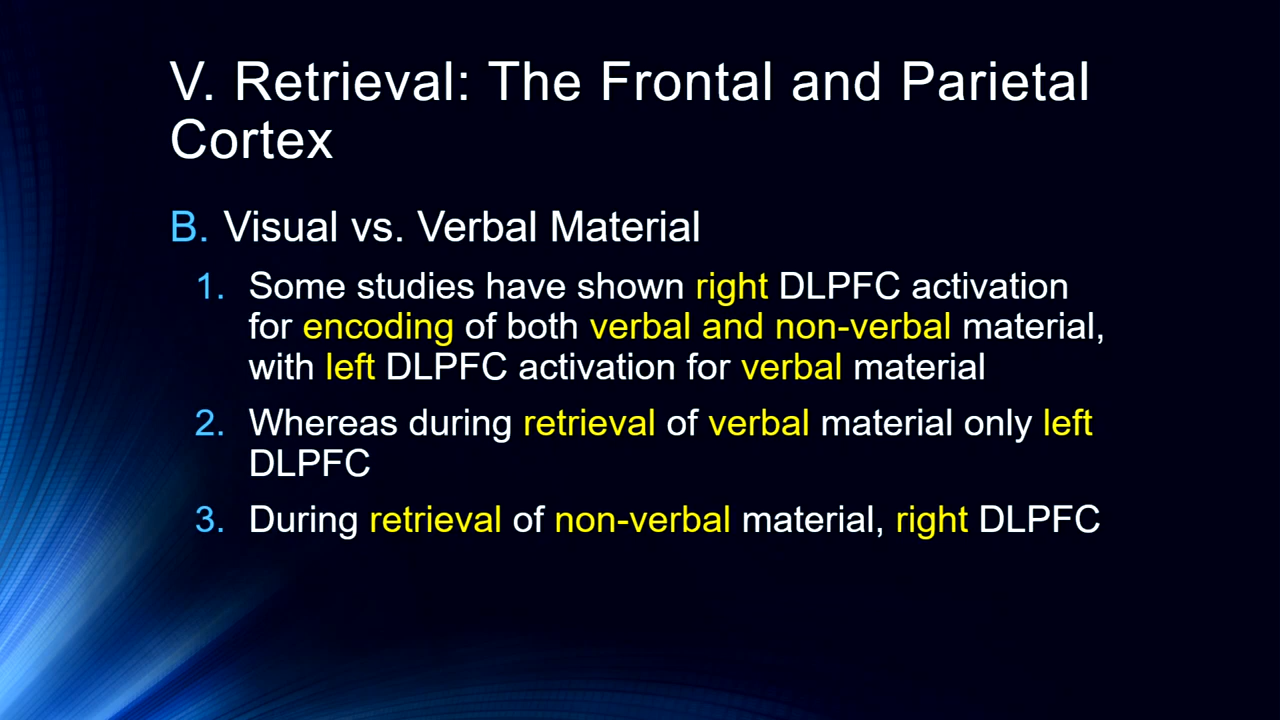 V. Retrieval: The Frontal and Parietal
Cortex
B. Visual vs. Verbal Material
1. Some studies have shown right DLPFC activation
for encoding of both verbal and non-verbal material,
with left DLPFC activation for verbal material
2. Whereas during retrieval of verbal material only left
DLPFC
3. During retrieval of non-verbal material, right DLPFC